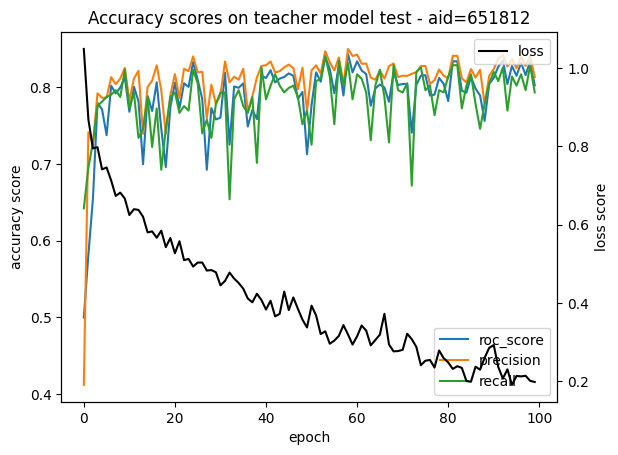 Accuracy scores on teacher model test - aid=651812
loss
accuracy score
0.8
0.7
0.6
0.5
0.4
1.0
0.8
0.6
0.4
0.2
loss score
roc_score
precision
recall
0
20
40
60
80
100
epoch